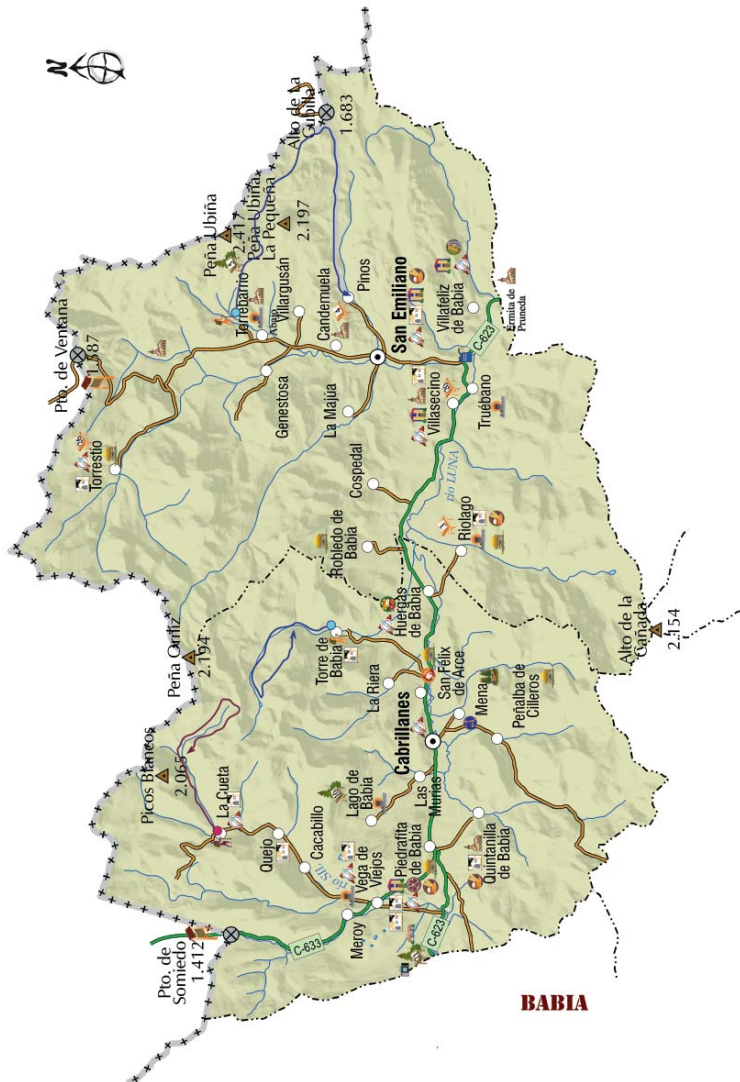 N
Pto. de Somiedo
1.412
Picos Blancos
2.065
Peña Orniz
2.194
Pto. de Ventana
1.587
Peña Ubiña
2.417
Peña Ubiña
La Pequeña
2.197
Alto de La
Cubilla
1.683
Torrestío
Torrebarrio
Abajo
Villargusán
Genestosa
Candemuela
Pinos
La Majúa
San Emiliano
Villafeliz
de Babia
Ermita de
Pruneda
C-623
Villasecino
Truébano
Cospedal
río LUNA
Robledo de
Babia
Riolago
Huergas
de Babia
Torre de
Babia
La Riera
San Félix
de Arce
Cabrillanes
Mena
Peñalba de
Cilleros
Alto de la
Cañada
2.154
La Cueta
Quejo
Cacabillo
Lago de
Babia
Las
Murias
río SIL
Vega de
Viejos
Meroy
Piedrafita
de Babia
Quintanilla
de Babia
C-633
C-623
BABIA